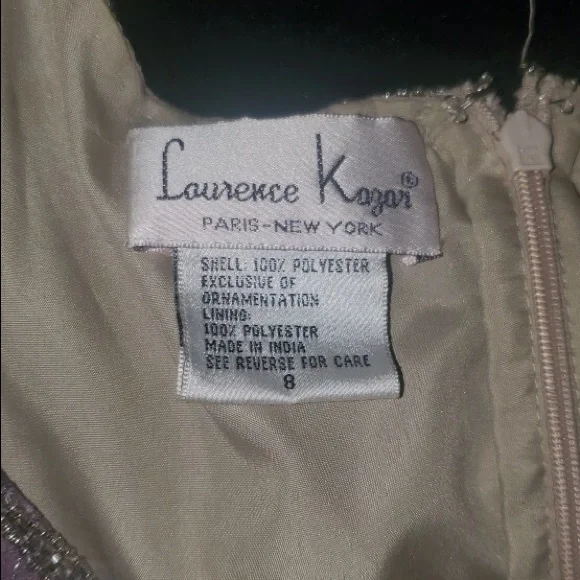 Laurence Kazar®
PARIS-NEW YORK
SHELL: 100% POLYESTER
EXCLUSIVE OF
ORNAMENTATION
LINING:
100% POLYESTER
MADE IN INDIA
SEE REVERSE FOR CARE
8